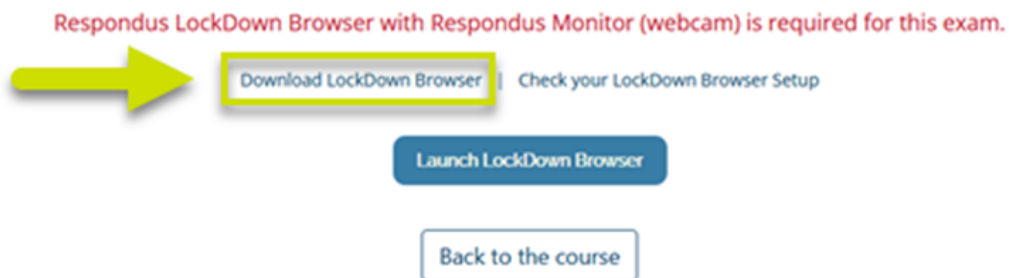 Respondus LockDown Browser with Respondus Monitor (webcam) is required for this exam.
Download LockDown Browser | Check your LockDown Browser Setup
Launch LockDown Browser
Back to the course